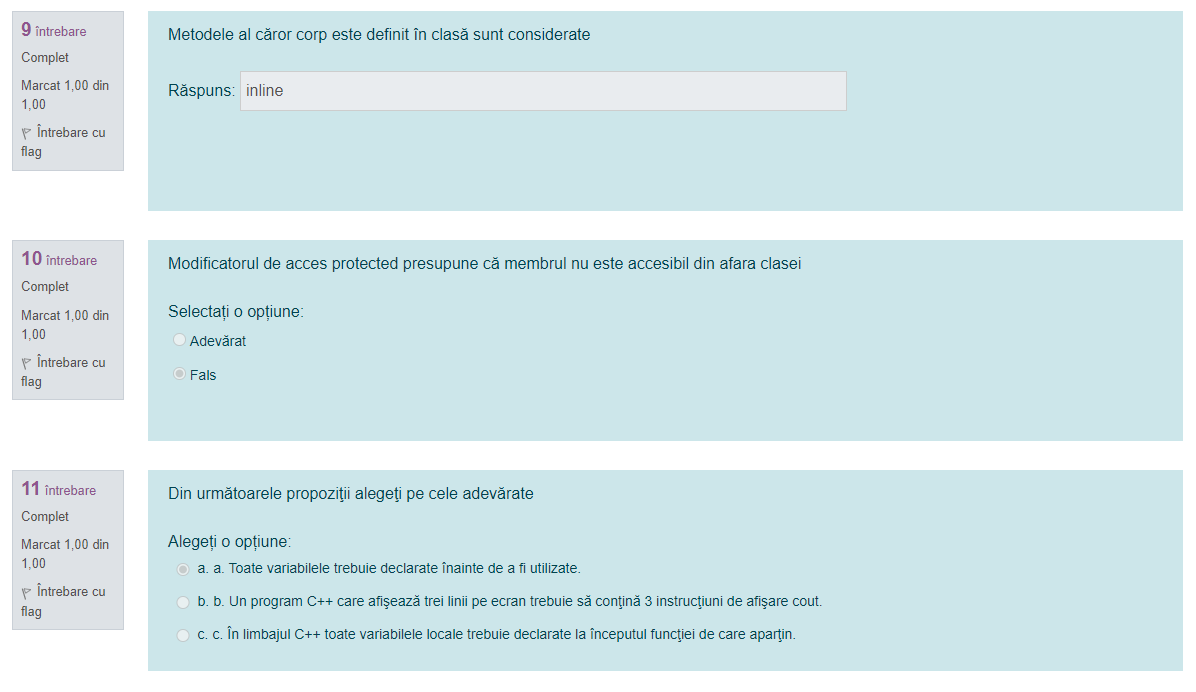 9 întrebare
Complet
Marcat 1,00 din
1,00
Întrebare cu
flag
Metodele al căror corp este definit în clasă sunt considerate
Răspuns: inline
10 întrebare
Complet
Marcat 1,00 din
1,00
Întrebare cu
flag
Modificatorul de acces protected presupune că membrul nu este accesibil din afara clasei
Selectați o opțiune:
Adevărat
Fals
11 întrebare
Complet
Marcat 1,00 din
1,00
Întrebare cu
flag
Din următoarele propoziţii alegeţi pe cele adevărate
Alegeți o opțiune:
a. a. Toate variabilele trebuie declarate înainte de a fi utilizate.
b. b. Un program C++ care afişează trei linii pe ecran trebuie să conţină 3 instrucţiuni de afişare cout.
c. c. În limbajul C++ toate variabilele locale trebuie declarate la începutul funcţiei de care aparţin.